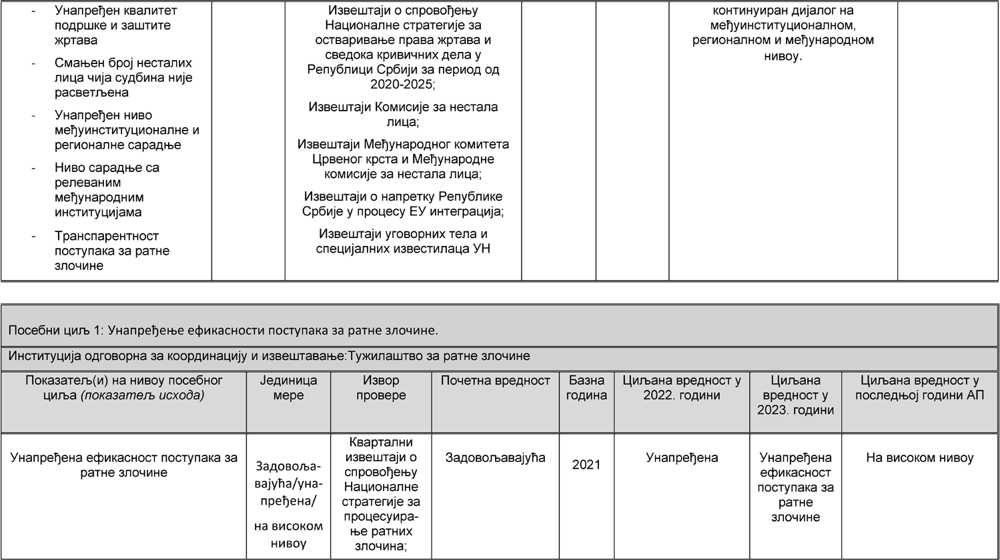 - Унапређен квалитет
подршке и заштите
жртава
- Смањен број несталих
лица чија судбина није
расветљена
- Унапређен ниво
међуинституционалне и
регионалне сарадње
- Ниво сарадње са
релеваним
међународним
институцијама
- Транспарентност
поступака за ратне
злочине
Извештаји о спровођењу
Националне стратегије за
остваривање права жртава и
сведока кривичних дела у
Републици Србији за период од
2020-2025;
Извештаји Комисије за нестала
лица;
Извештаји Међународног комитета
Црвеног крста и Међународне
комисије за нестала лица;
Извештаји о напретку Републике
Србије у процесу ЕУ интеграција;
Извештаји уговорних тела и
специјалних известилаца УН
континуиран дијалог на
међуинституционалном,
регионалном и међународном
нивоу.
Посебни циљ 1: Унапређење ефикасности поступака за ратне злочине.
Институција одговорна за координацију и извештавање:Тужилаштво за ратне злочине
Показатељ(и) на нивоу посебног
циља (показатељ исхода)
Јединица
мере
Извор
провере
Почетна вредност
Базна
година
Циљана вредност у
2022. години
Циљана
вредност у
2023. години
Циљана вредност у
последњој години АП
Унапређена ефикасност поступака за
ратне злочине
Задовоља-
вајућа/уна-
пређена/
на високом
нивоу
Квартални
извештаји о
спровођењу
Националне
стратегије за
процесуира-
ње ратних
злочина;
Задовољавајућа
2021
Унапређена
Унапређена
ефикасност
поступака за
ратне
злочине
На високом нивоу